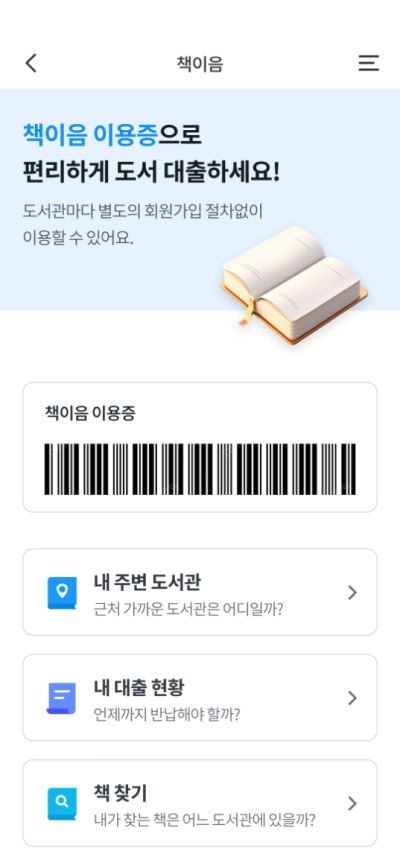 책이음
책이음 이용증으로
편리하게 도서 대출하세요!
도서관마다 별도의 회원가입 절차없이
이용할 수 있어요.
책이음 이용증
내 주변 도서관
근처 가까운 도서관은 어디일까?
내 대출 현황
언제까지 반납해야 할까?
책 찾기
내가 찾는 책은 어느 도서관에 있을까?